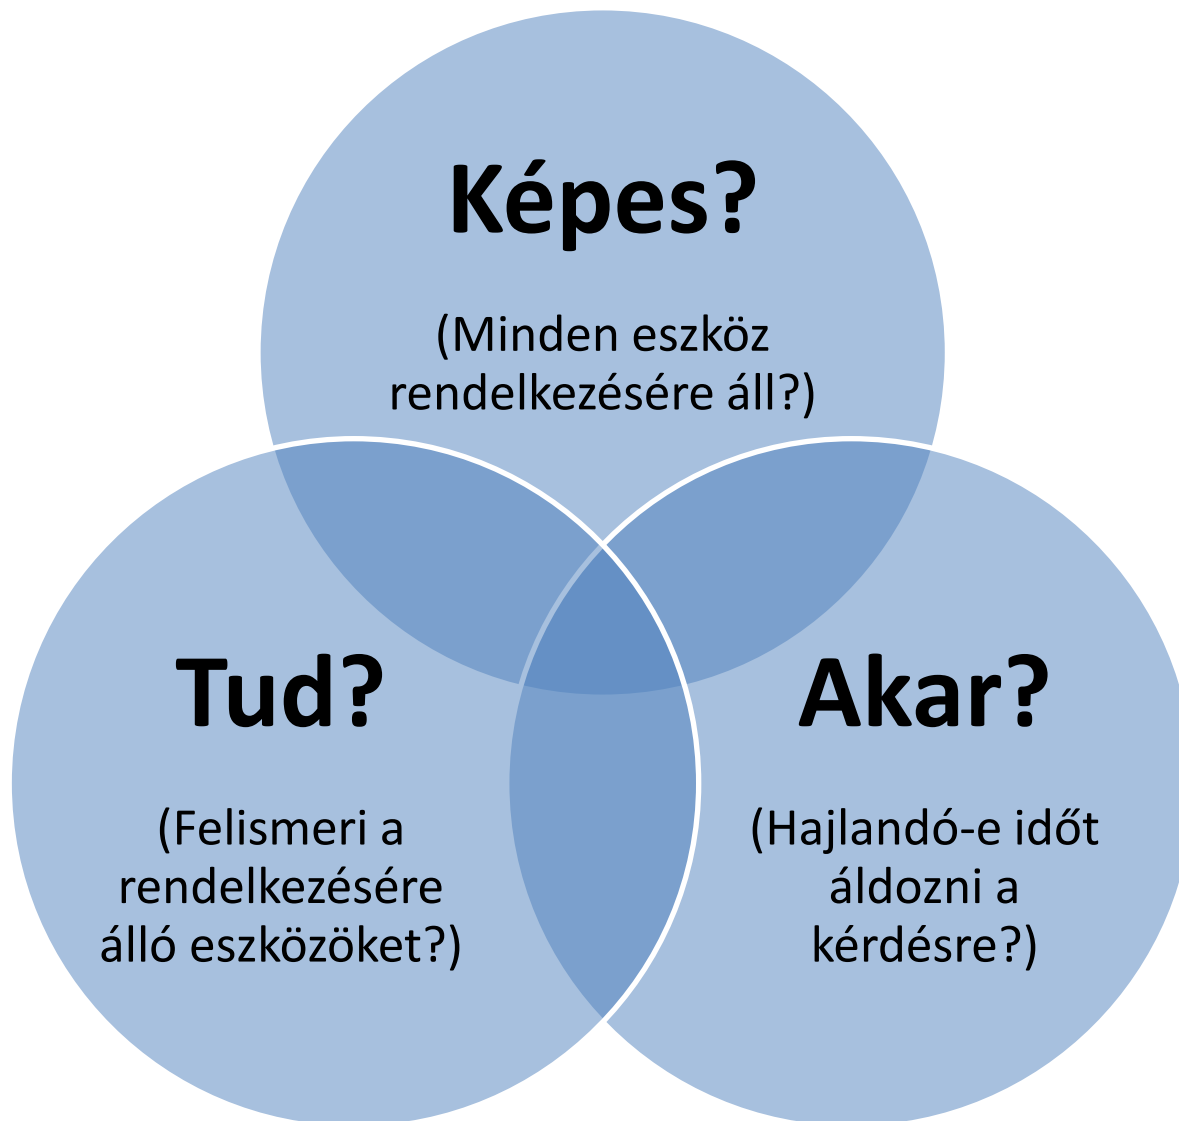 Képes?
(Minden eszköz
rendelkezésére áll?)
Tud?
(Felismeri a
rendelkezésére
álló eszközöket?)
Akar?
(Hajlandó-e időt
áldozni a
kérdésre?)